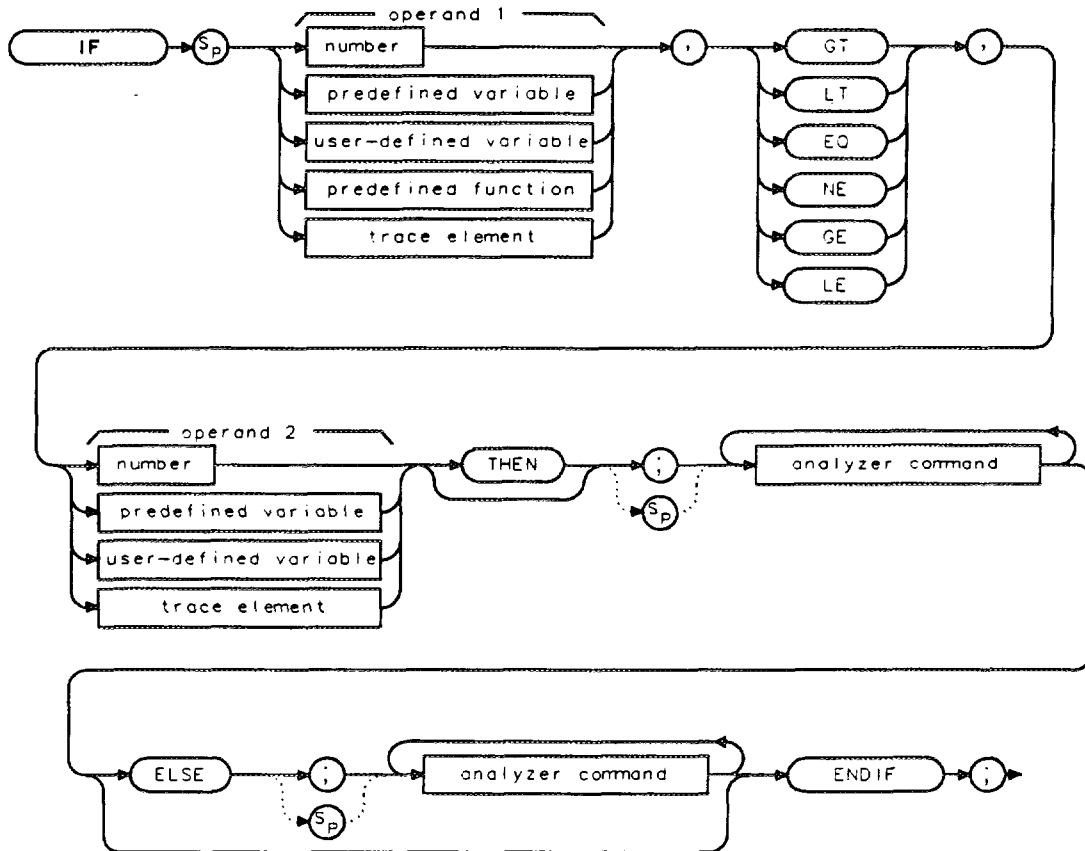 operand 1
IF Sp number , GT ,
predefined variable LT
user-defined variable EQ
predefined function NE
trace element GE
LE
operand 2
number THEN ; analyzer command
predefined variable Sp
user-defined variable
trace element
ELSE ; analyzer command ENDIF ;
Sp